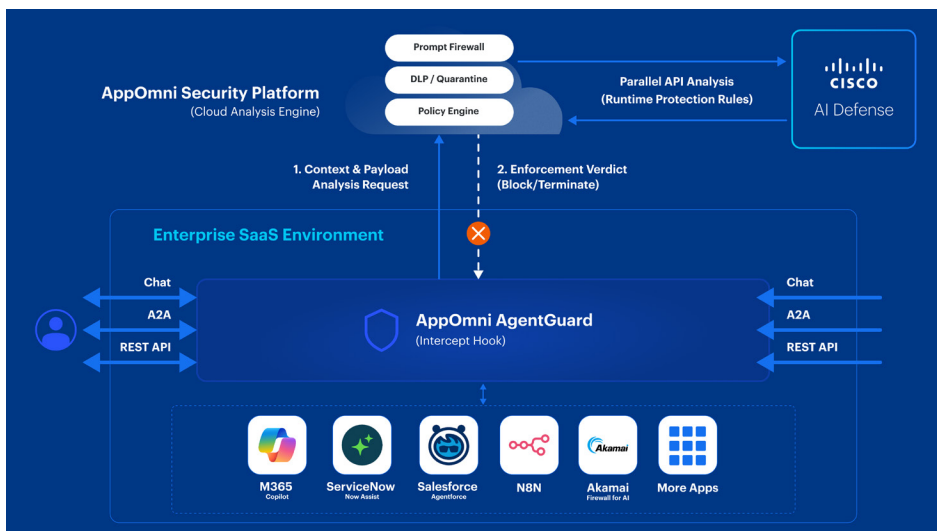 Prompt Firewall
DLP / Quarantine
Policy Engine
AppOmni Security Platform
(Cloud Analysis Engine)
Parallel API Analysis
(Runtime Protection Rules)
CISCO
AI Defense
1. Context & Payload
Analysis Request
2. Enforcement Verdict
(Block/Terminate)
Enterprise SaaS Environment
Chat
A2A
REST API
AppOmni AgentGuard
(Intercept Hook)
Chat
A2A
REST API
M365
Copilot
ServiceNow
Now Assist
Salesforce
Agentforce
N8N
Akamai
Akamai
Firewall for AI
More Apps